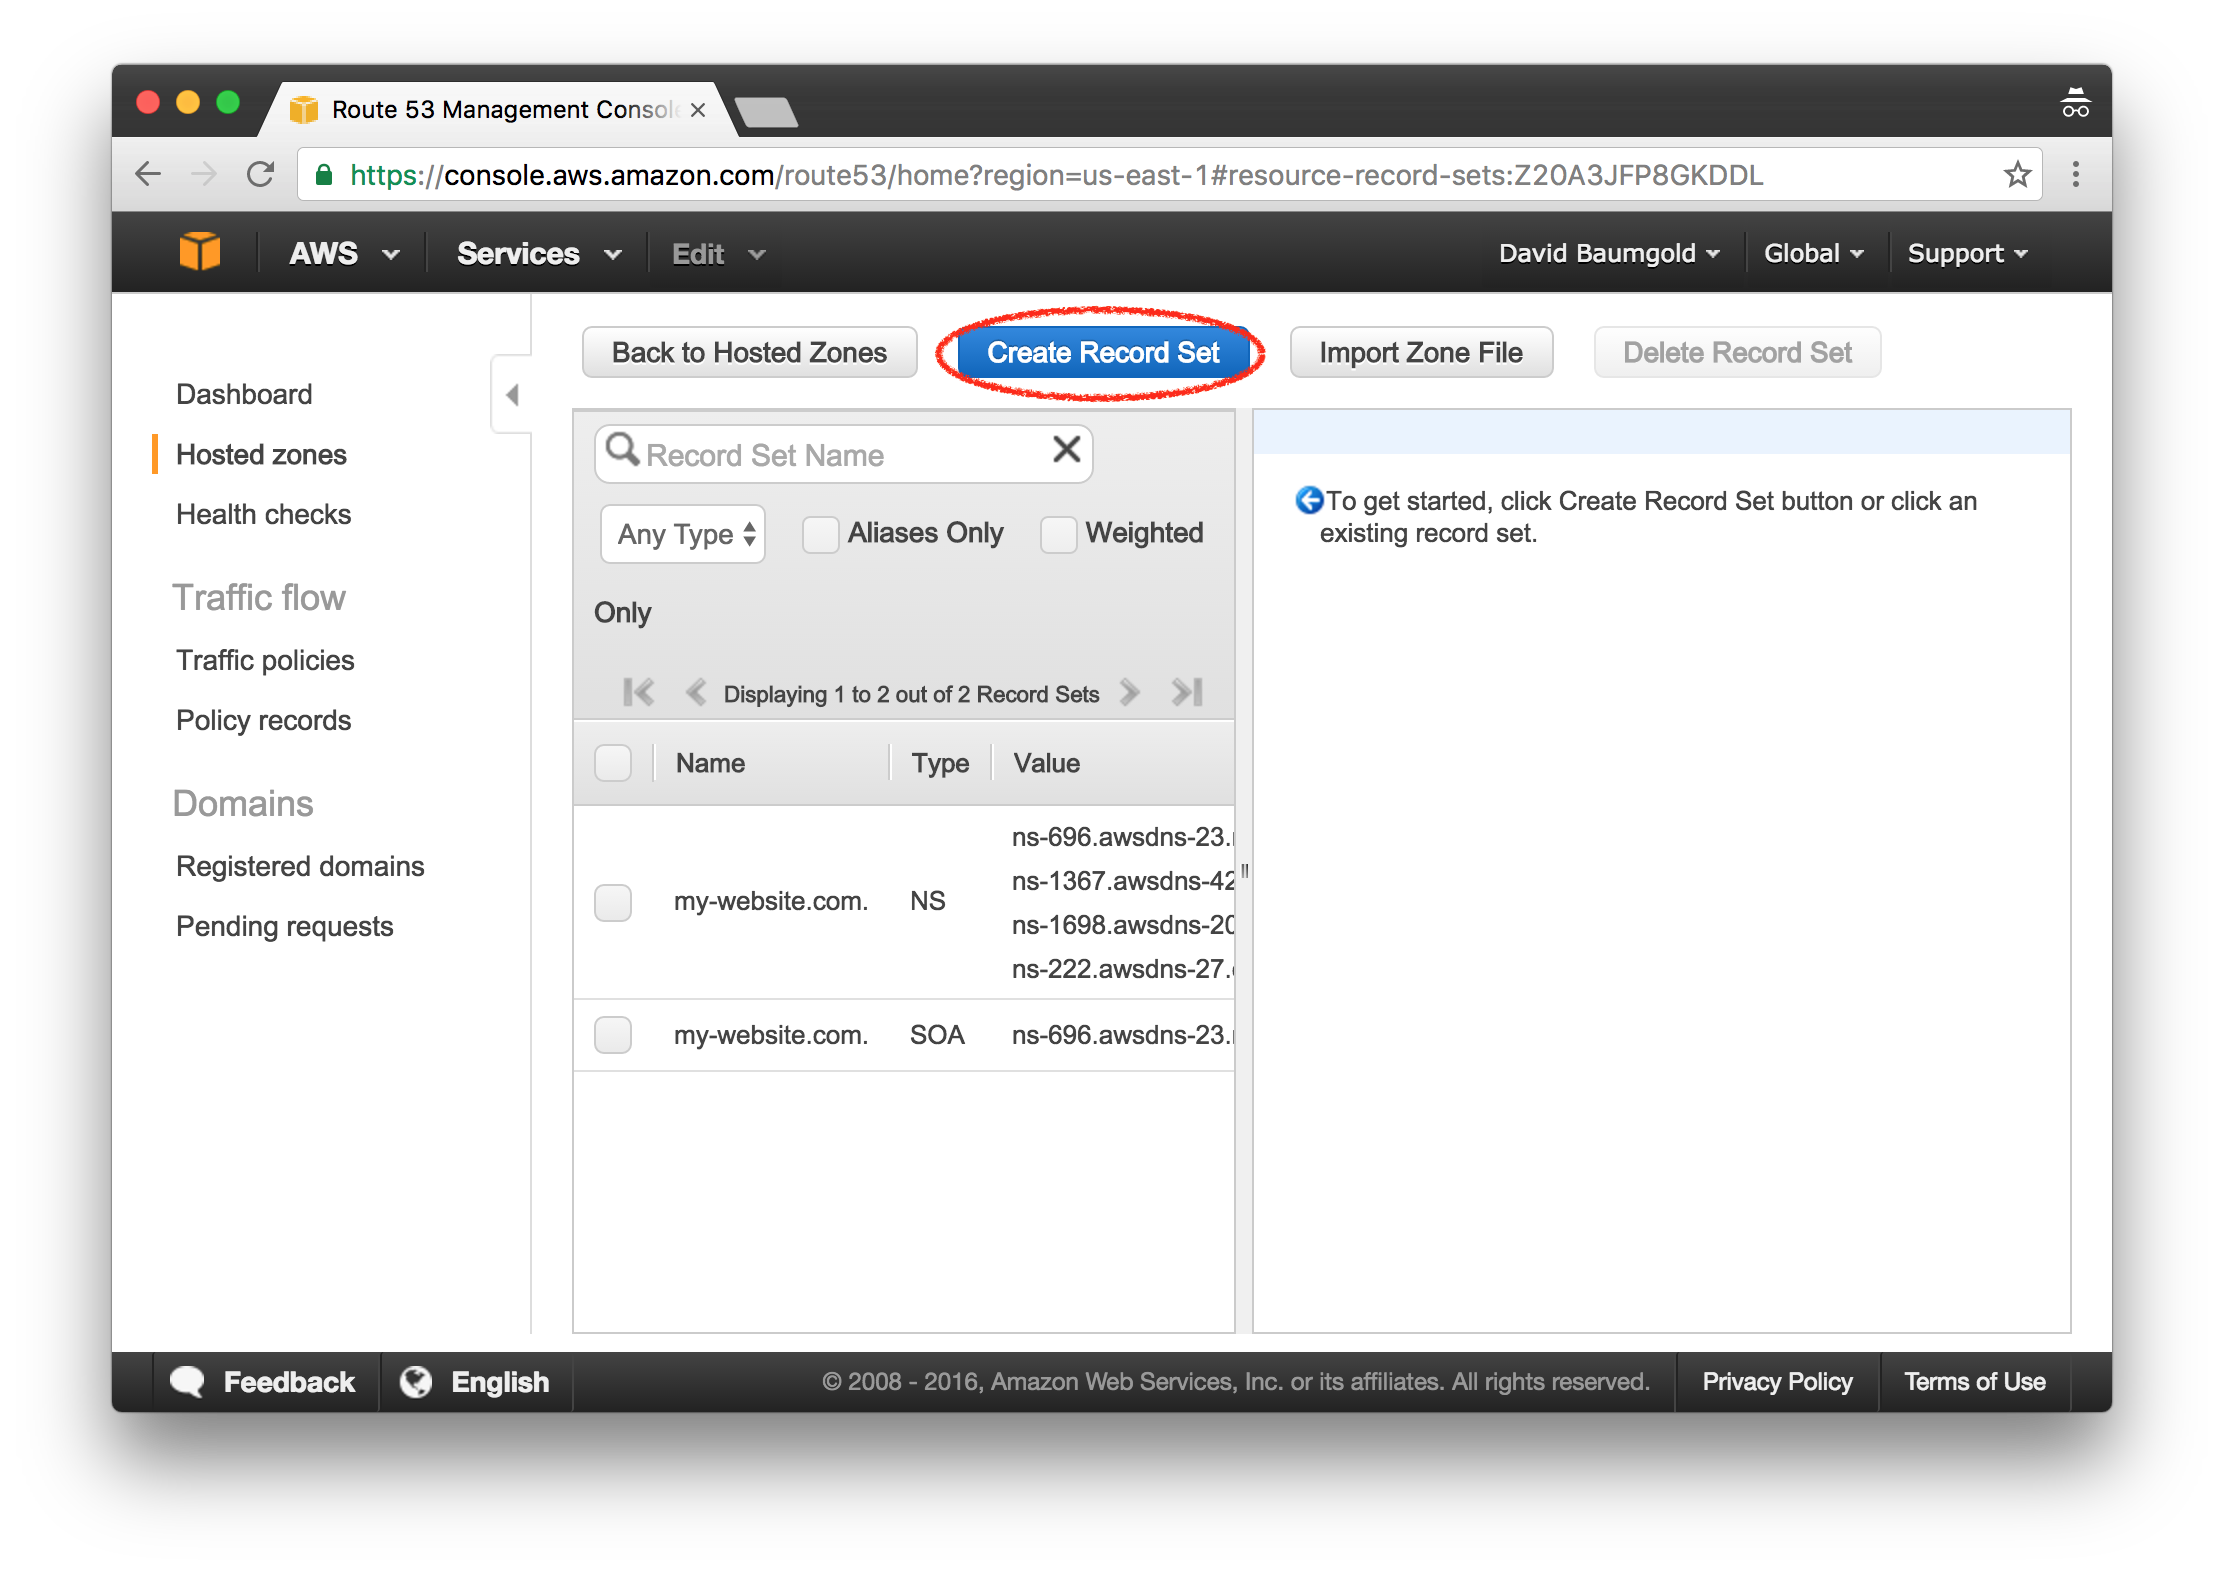 Route 53 Management Consol
https://console.aws.amazon.com/route53/home?region=us-east-1#resource-record-sets:Z20A3JFP8GKDDL
AWS Services Edit David Baumgold Global Support
Back to Hosted Zones Create Record Set Import Zone File Delete Record Set
Dashboard
Hosted zones
Health checks
Traffic flow
Traffic policies
Policy records
Domains
Registered domains
Pending requests
Record Set Name
Any Type Aliases Only Weighted
Only
Displaying 1 to 2 out of 2 Record Sets
Name Type Value
my-website.com. NS
ns-696.awsdns-23.
ns-1367.awsdns-42
ns-1698.awsdns-20
ns-222.awsdns-27.
my-website.com. SOA ns-696.awsdns-23.
To get started, click Create Record Set button or click an
existing record set.
Feedback English © 2008 - 2016, Amazon Web Services, Inc. or its affiliates. All rights reserved. Privacy Policy Terms of Use